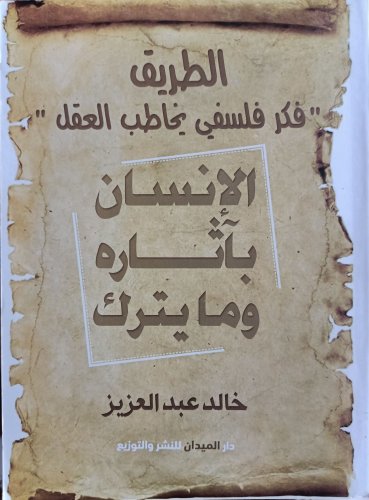 الطريق
" فكر فلسفي يخاطب العقل "
الإنسان
بآثاره
وما يترك
خالد عبد العزيز
دار الميدان للنشر والتوزيع